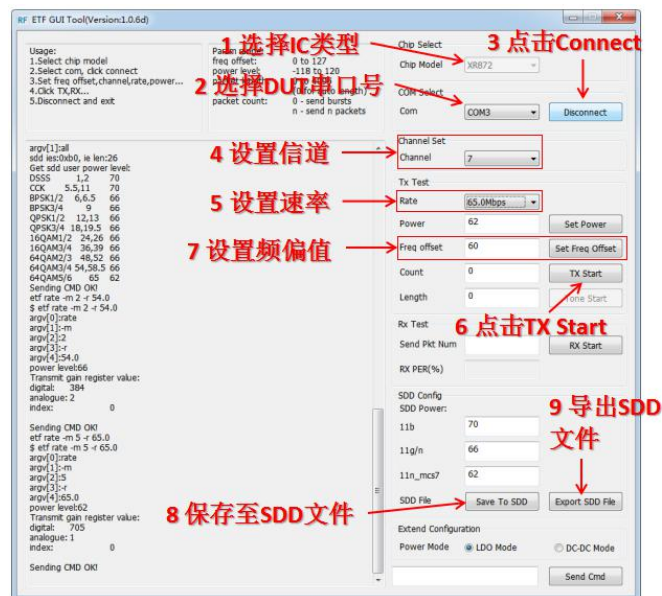 RF ETF GUI Tool(Version:1.0.6d)
Usage:
1.Select chip model
2.Select com, click connect
3.Set freq offset,channel,rate,power...
4.Click TX,RX...
5.Disconnect and exit
freq offset: 0 to 127
power level: -118 to 120
packet count: 0 - send bursts
n - send n packets
1 选择IC类型
2 选择DUT串口号
3 点击Connect
Chip Select
Chip Model XR872
COM Select
Com COM3 Disconnect
4 设置信道
Channel Set
Channel 7
Tx Test
5 设置速率
Rate 65.0Mbps
Power 62 Set Power
7 设置频偏值
Freq offset 60 Set Freq Offset
Count 0 TX Start
Length 0 Tone Start
6 点击TX Start
Rx Test
Send Pkt Num RX Start
RX PER(%)
SDD Config
SDD Power:
11b 70
11g/n 66
11n_mcs7 62
9 导出SDD
文件
8 保存至SDD文件
SDD File Save To SDD Export SDD File
Extend Configuration
Power Mode LDO Mode DC-DC Mode
Send Cmd
argv[1]:all
sdd ies:0xb0, ie len:26
Get sdd user power level:
DSSS 1,2 70
CCK 5.5,11 70
BPSK1/2 6,6.5 66
BPSK3/4 9 66
QPSK1/2 12,13 66
QPSK3/4 18,19.5 66
16QAM1/2 24,26 66
16QAM3/4 36,39 66
64QAM2/3 48,52 66
64QAM3/4 54,58.5 66
64QAM5/6 65 62
Sending CMD OK!
etf rate -m 2 -r 54.0
$ etf rate -m 2 -r 54.0
argv[0]:rate
argv[1]:-m
argv[2]:2
argv[3]:-r
argv[4]:54.0
power level:66
Transmit gain register value:
digital: 384
analogue: 2
index: 0
Sending CMD OK!
etf rate -m 5 -r 65.0
$ etf rate -m 5 -r 65.0
argv[0]:rate
argv[1]:-m
argv[2]:5
argv[3]:-r
argv[4]:65.0
power level:62
Transmit gain register value:
digital: 705
analogue: 1
index: 0
Sending CMD OK!